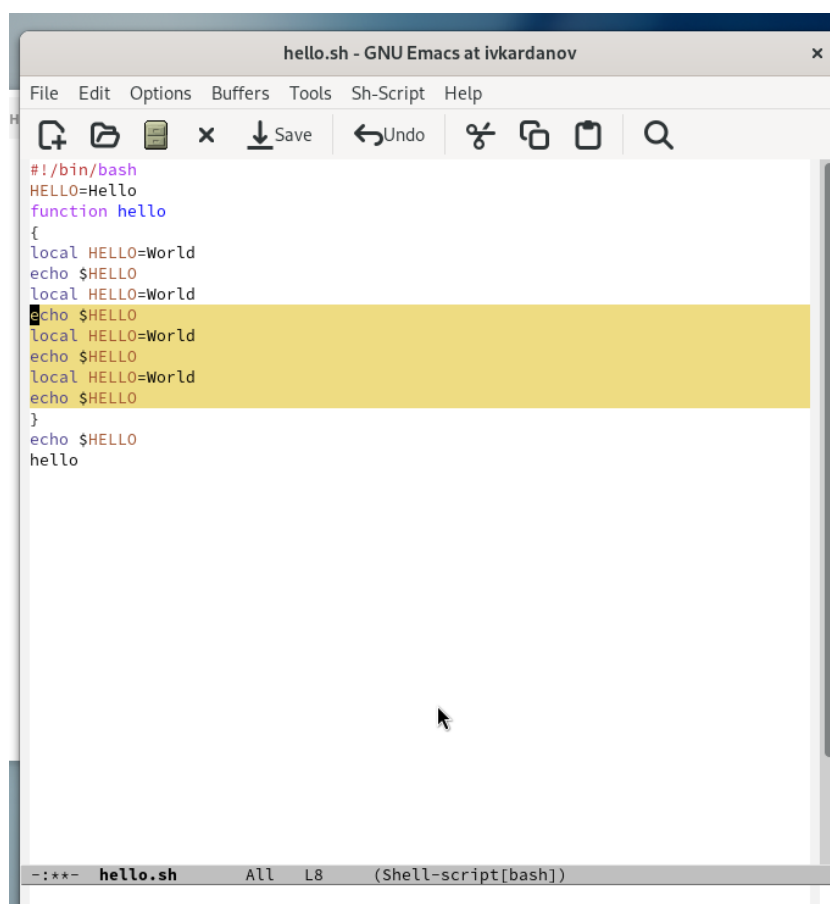 hello.sh - GNU Emacs at ivkardanov
File Edit Options Buffers Tools Sh-Script Help
Save Undo
#!/bin/bash
HELLO=Hello
function hello
{
local HELLO=World
echo $HELLO
local HELLO=World
echo $HELLO
local HELLO=World
echo $HELLO
local HELLO=World
echo $HELLO
}
echo $HELLO
hello
-:**- hello.sh All L8 (Shell-script[bash])